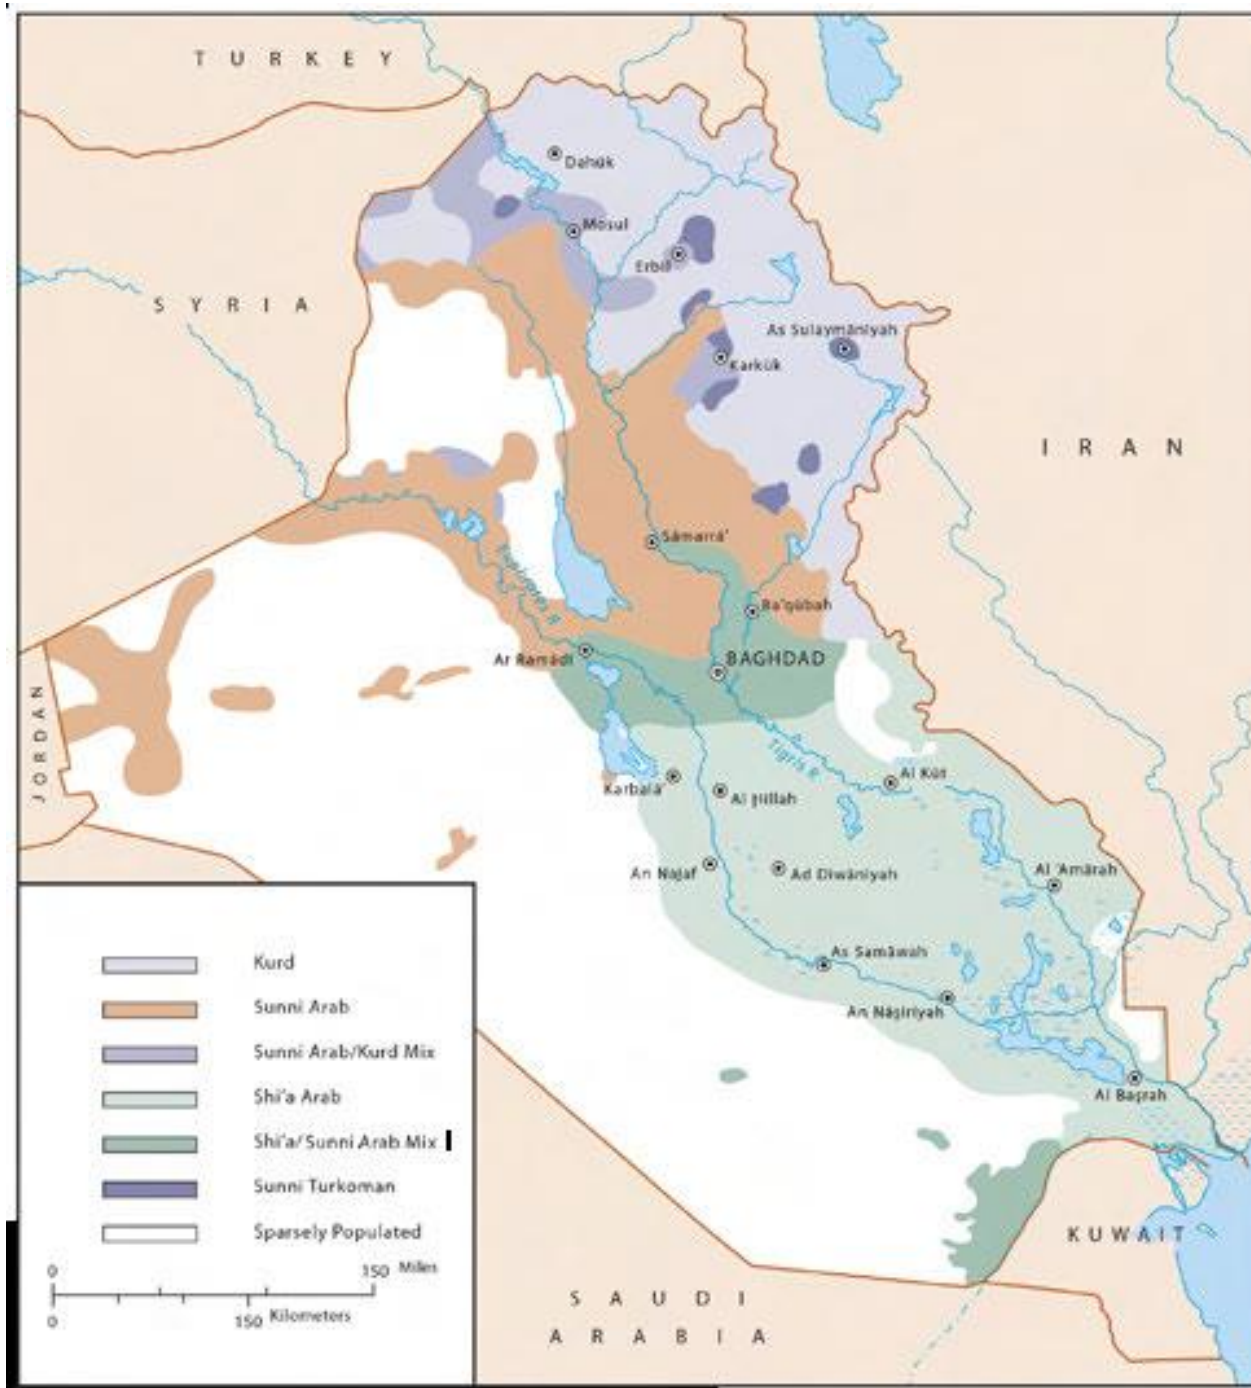 TURKEY
Dahūk
Mosul
Erbil
SYRIA
As Sulaymānīyah
Karkūk
IRAN
Sāmarrā'
Euphrates R
Ba'qūbah
Ar Ramādī
BAGHDAD
JORDAN
Tigris R
Al Kūt
Karbalā'
Al Ḥillah
An Najaf
Ad Dīwānīyah
Al 'Amārah
As Samāwah
An Nāṣirīyah
Al Baṣrah
Kurd
Sunni Arab
Sunni Arab/Kurd Mix
Shi'a Arab
Shi'a/Sunni Arab Mix
Sunni Turkoman
Sparsely Populated
0 150 Miles
0 150 Kilometers
KUWAIT
SAUDI
ARABIA